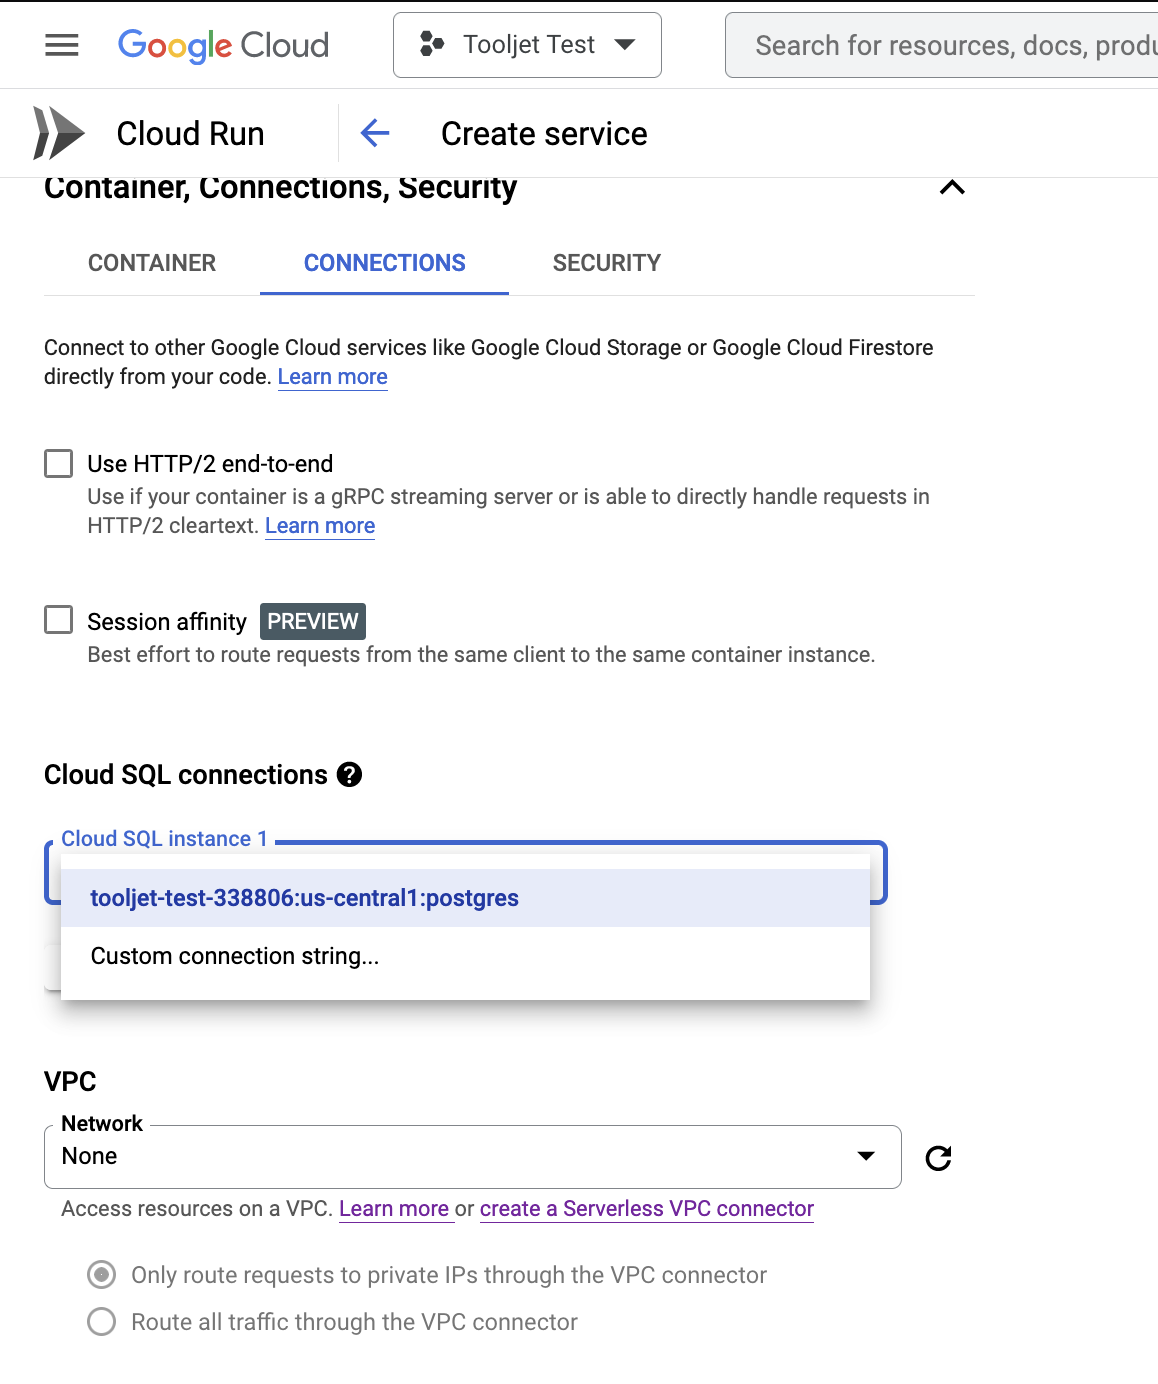 Google Cloud
Tooljet Test
Search for resources, docs, produ
Cloud Run
Create service
Container, Connections, Security
CONTAINER
CONNECTIONS
SECURITY
Connect to other Google Cloud services like Google Cloud Storage or Google Cloud Firestore
directly from your code. Learn more
Use HTTP/2 end-to-end
Use if your container is a gRPC streaming server or is able to directly handle requests in
HTTP/2 cleartext. Learn more
Session affinity PREVIEW
Best effort to route requests from the same client to the same container instance.
Cloud SQL connections ?
Cloud SQL instance 1
tooljet-test-338806:us-central1:postgres
Custom connection string...
VPC
Network
None
Access resources on a VPC. Learn more or create a Serverless VPC connector
Only route requests to private IPs through the VPC connector
Route all traffic through the VPC connector